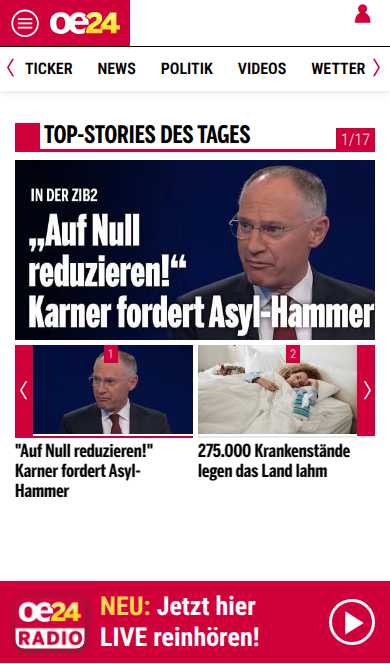 oe24
TICKER NEWS POLITIK VIDEOS WETTER
TOP-STORIES DES TAGES
1/17
IN DER ZIB2
„Auf Null
reduzieren!“
Karner fordert Asyl-Hammer
1
2
"Auf Null reduzieren!"
Karner fordert Asyl-
Hammer
275.000 Krankenstände
legen das Land lahm
oe24
RADIO
NEU: Jetzt hier
LIVE reinhören!